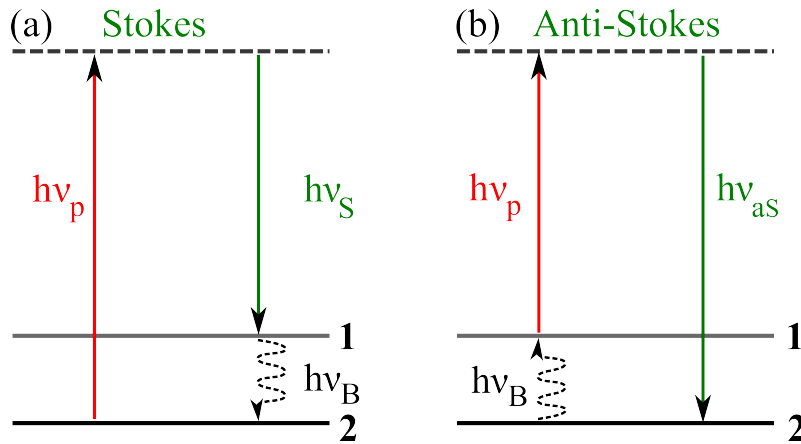 (a) Stokes
hνp
hνS
1
hνB
2
(b) Anti-Stokes
hνp
hνaS
1
hνB
2